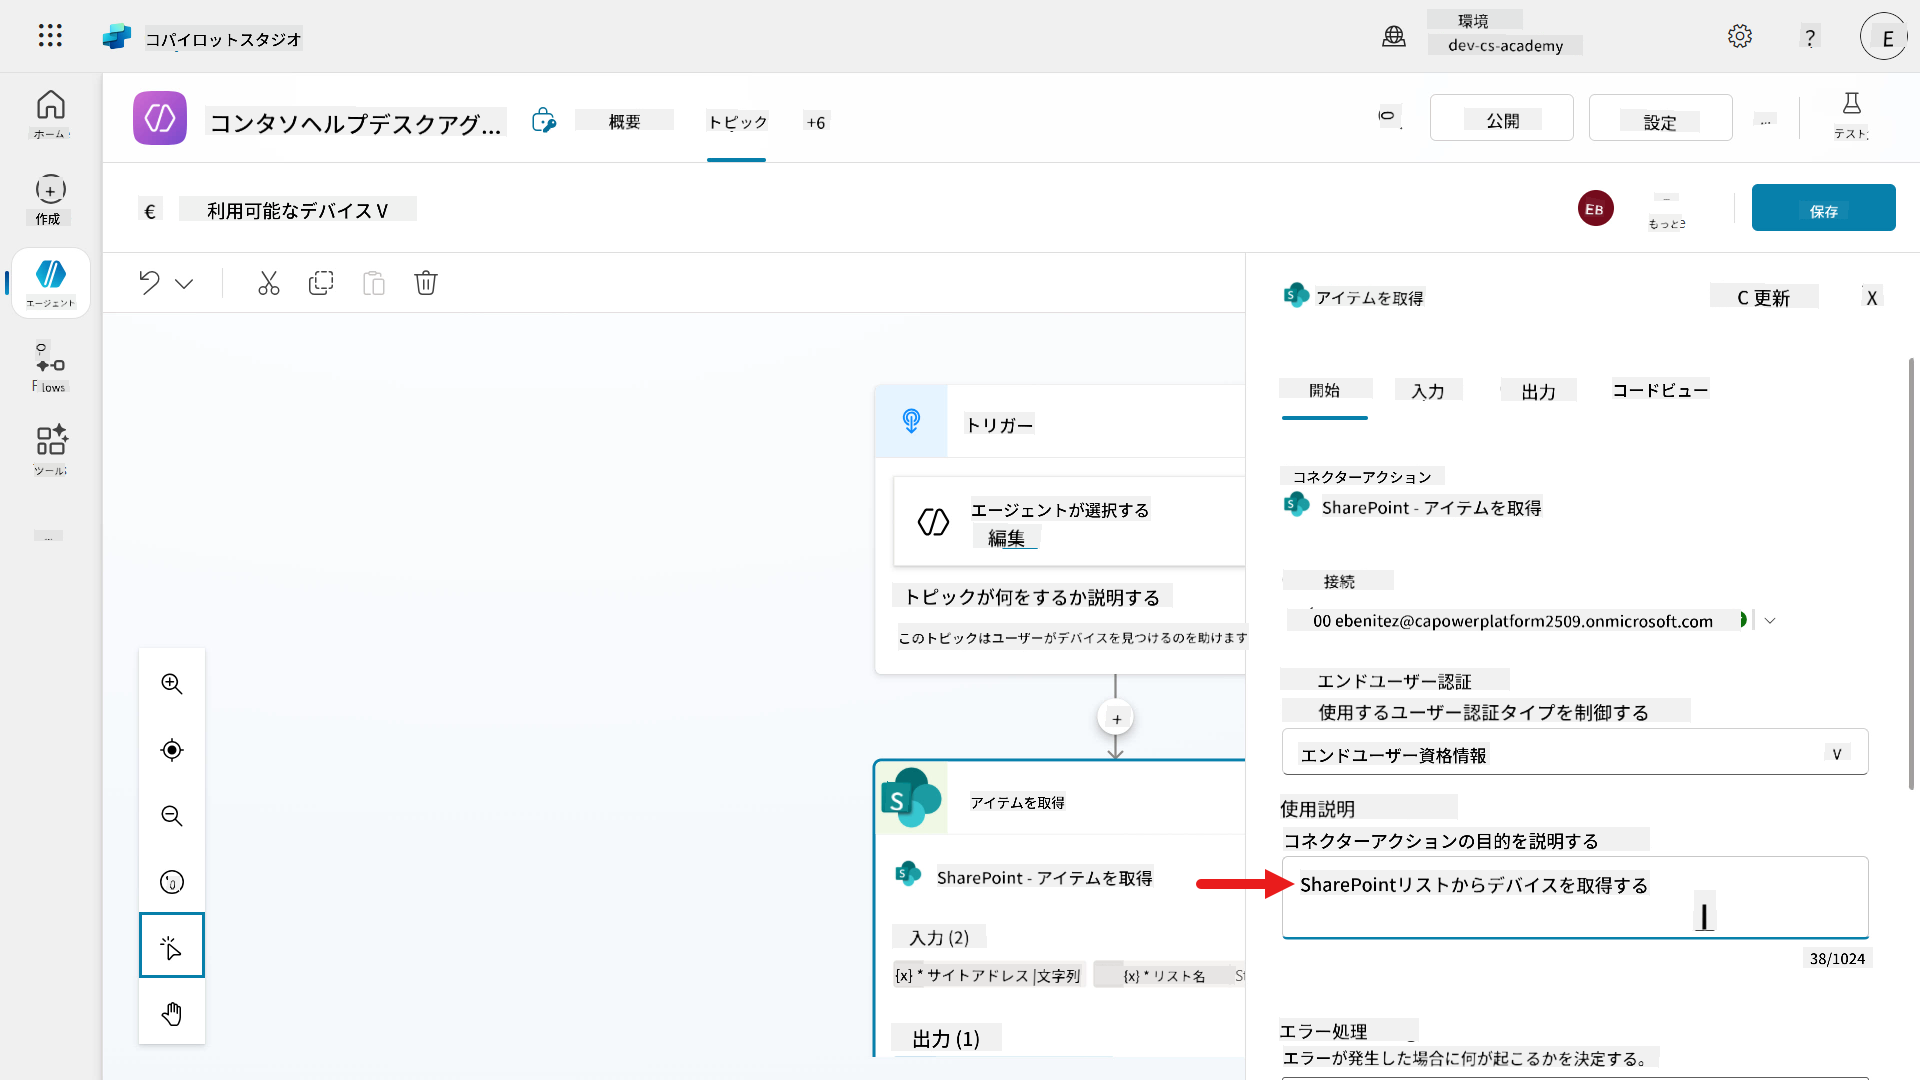 コパイロットスタジオ
環境
dev-cs-academy
?
E
ホーム
コンタソヘルプデスクアグ...
概要
トピック
+6
公開
設定
...
テスト
作成
€
利用可能なデバイス V
EB
もっと
保存
エージェント
アイテムを取得
C 更新
X
Flows
開始
入力
出力
コードビュー
トリガー
ツール
コネクターアクション
SharePoint - アイテムを取得
エージェントが選択する
編集
...
接続
トピックが何をするか説明する
00 ebenitez@capowerplatform2509.onmicrosoft.com
このトピックはユーザーがデバイスを見つけるのを助けます
エンドユーザー認証
使用するユーザー認証タイプを制御する
+
エンドユーザー資格情報
V
アイテムを取得
使用説明
コネクターアクションの目的を説明する
SharePoint - アイテムを取得
SharePointリストからデバイスを取得する
入力 (2)
38/1024
{x} * サイトアドレス |文字列
{x} * リスト名
St
出力 (1)
エラー処理
エラーが発生した場合に何が起こるかを決定する。